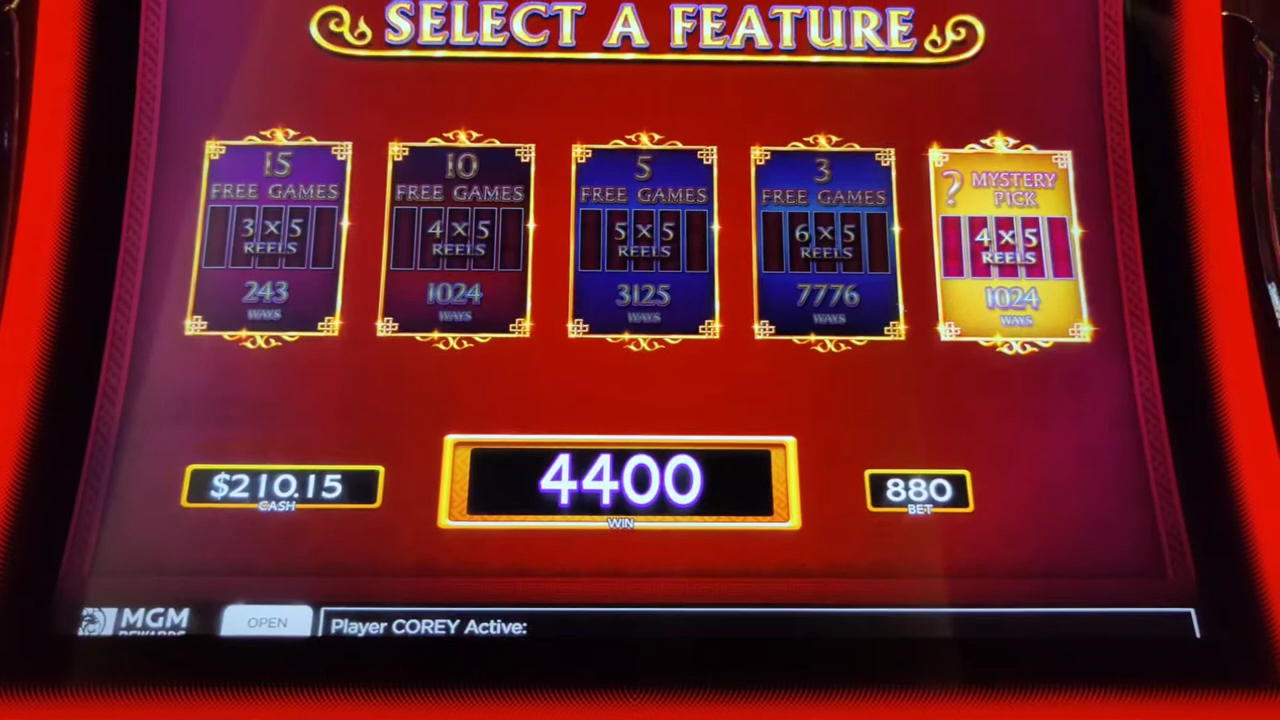 SELECT A FEATURE
15
FREE GAMES
3 X 5
REELS
243
WAYS
10
FREE GAMES
4 X 5
REELS
1024
WAYS
5
FREE GAMES
5 X 5
REELS
3125
WAYS
3
FREE GAMES
6 X 5
REELS
7776
WAYS
? MYSTERY
PICK
4 X 5
REELS
1024
WAYS
$210.15
CASH
4400
WIN
880
BET
MGM
REWARDS
OPEN
Player COREY Active: